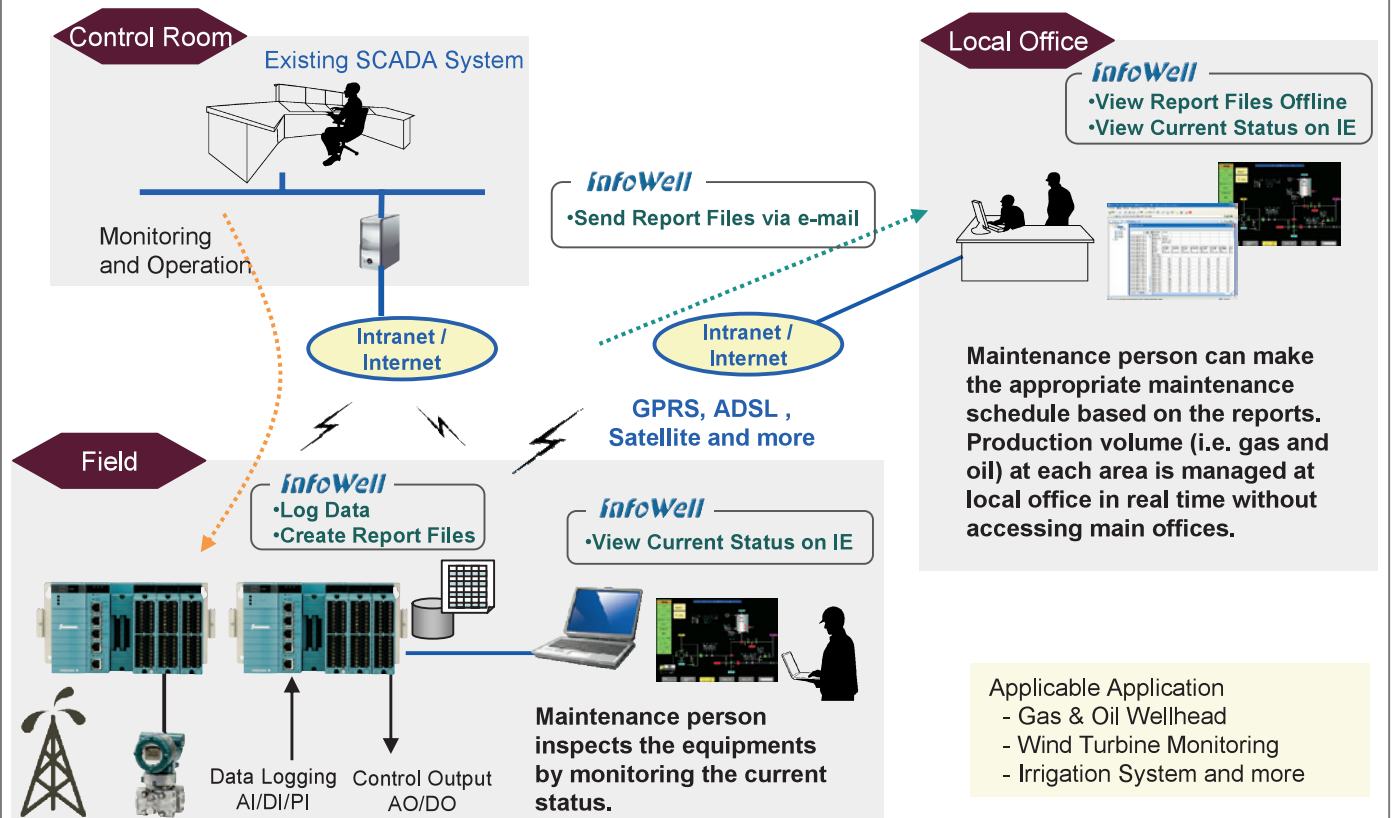 Control Room
Existing SCADA System
Monitoring
and Operation
Intranet /
Internet
InfoWell
•Send Report Files via e-mail
Intranet /
Internet
GPRS, ADSL ,
Satellite and more
Local Office
InfoWell
•View Report Files Offline
•View Current Status on IE
Maintenance person can make
the appropriate maintenance
schedule based on the reports.
Production volume (i.e. gas and
oil) at each area is managed at
local office in real time without
accessing main offices.
Field
InfoWell
•Log Data
•Create Report Files
InfoWell
•View Current Status on IE
Data Logging
AI/DI/PI
Control Output
AO/DO
Maintenance person
inspects the equipments
by monitoring the current
status.
Applicable Application
- Gas & Oil Wellhead
- Wind Turbine Monitoring
- Irrigation System and more